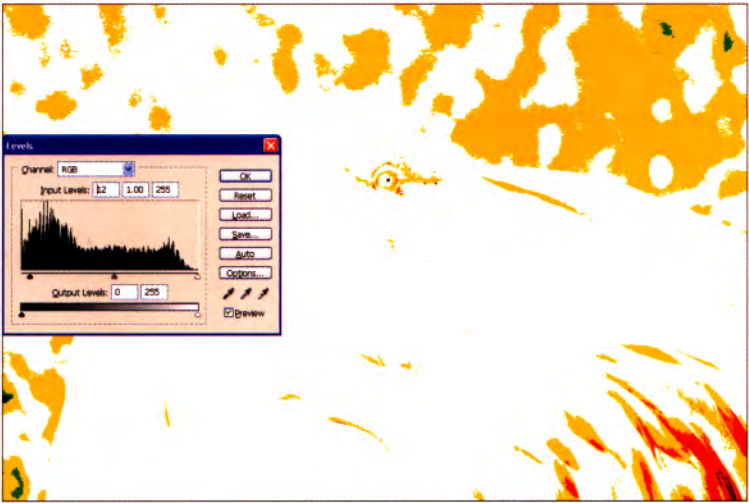 Levels
Channel: RGB
Input Levels: 12 1.00 255
Output Levels: 0 255
OK
Reset
Load...
Save...
Auto
Options...
Preview